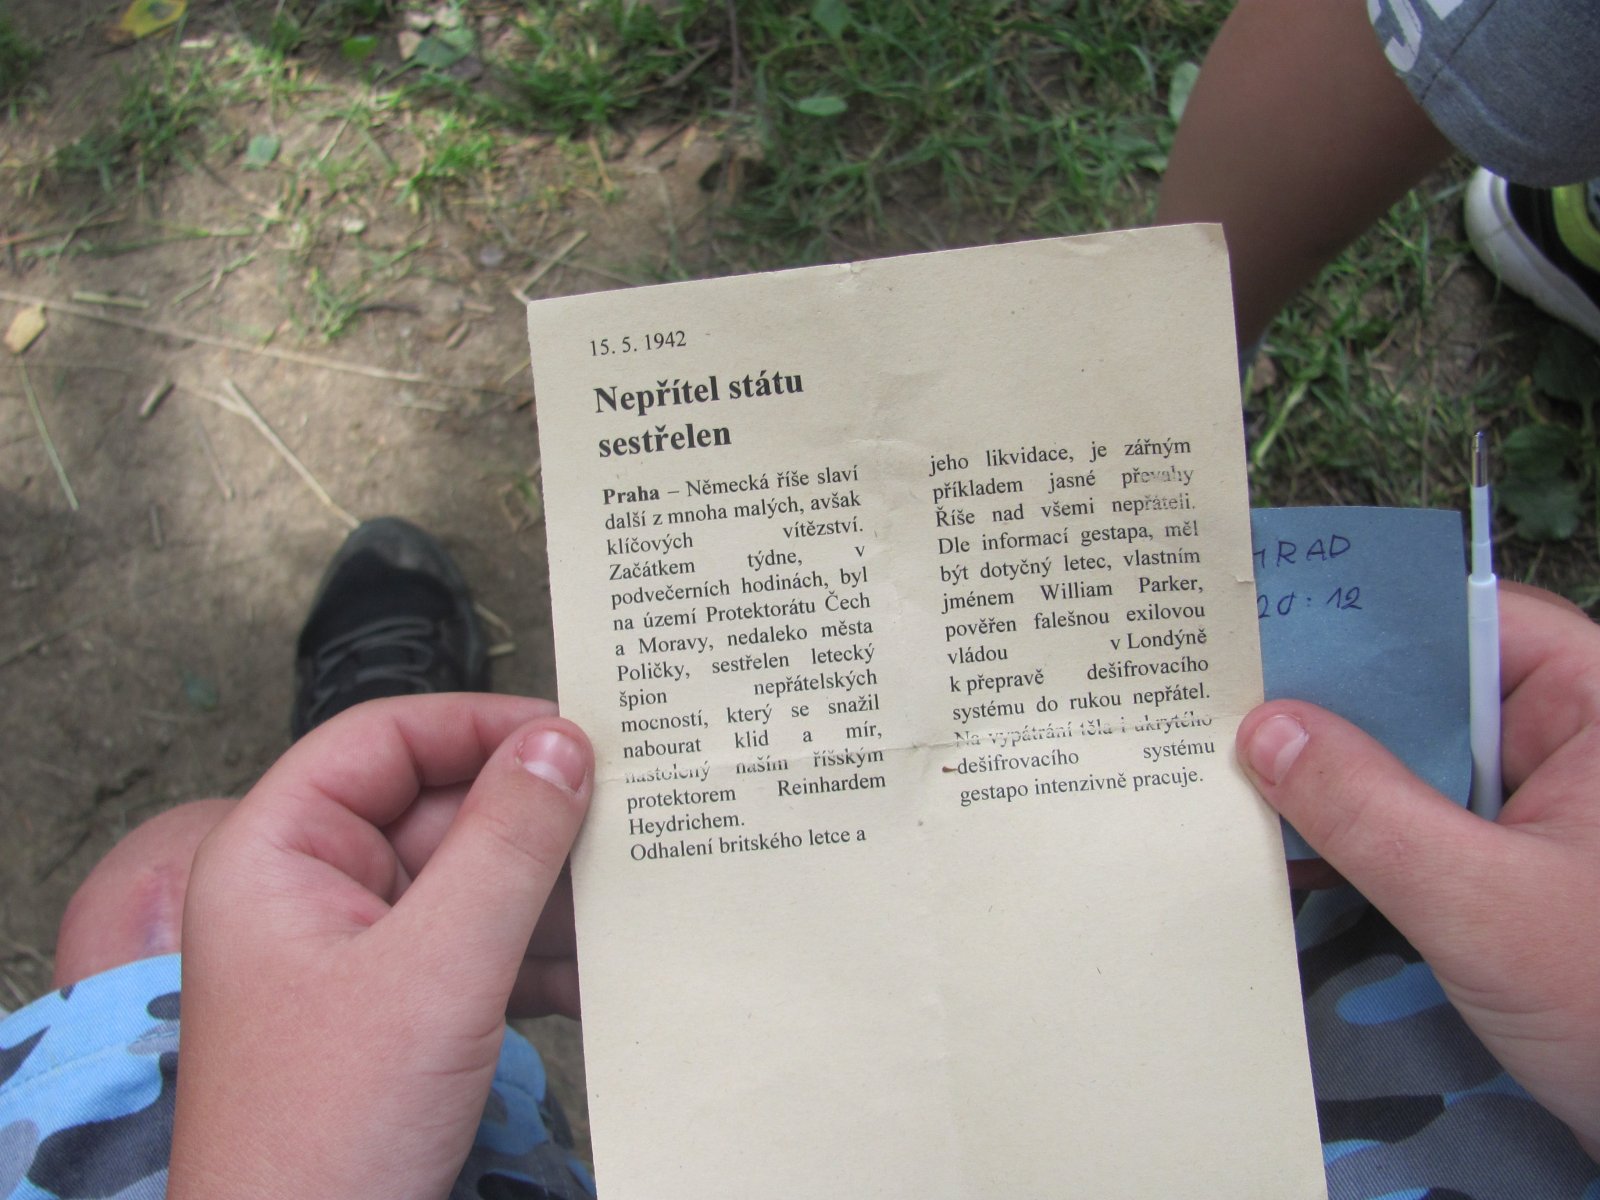 15. 5. 1942
Nepřítel státu
sestřelen
Praha – Německá říše slaví
další z mnoha malých, avšak
klíčových vítězství.
Začátkem týdne, v
podvečerních hodinách, byl
na území Protektorátu Čech
a Moravy, nedaleko města
Poličky, sestřelen letecký
špion nepřátelských
mocností, který se snažil
nabourat klid a mír,
nastolený naším říšským
protektorem Reinhardem
Heydrichem.
Odhalení britského letce a
jeho likvidace, je zářným
příkladem jasné převahy
Říše nad všemi nepřáteli.
Dle informací gestapa, měl
být dotyčný letec, vlastním
jménem William Parker,
pověřen falešnou exilovou
vládou v Londýně
k přepravě dešifrovacího
systému do rukou nepřátel.
Na vypátrání těla i ukrytého
dešifrovacího systému
gestapo intenzivně pracuje.
RAD
20:12